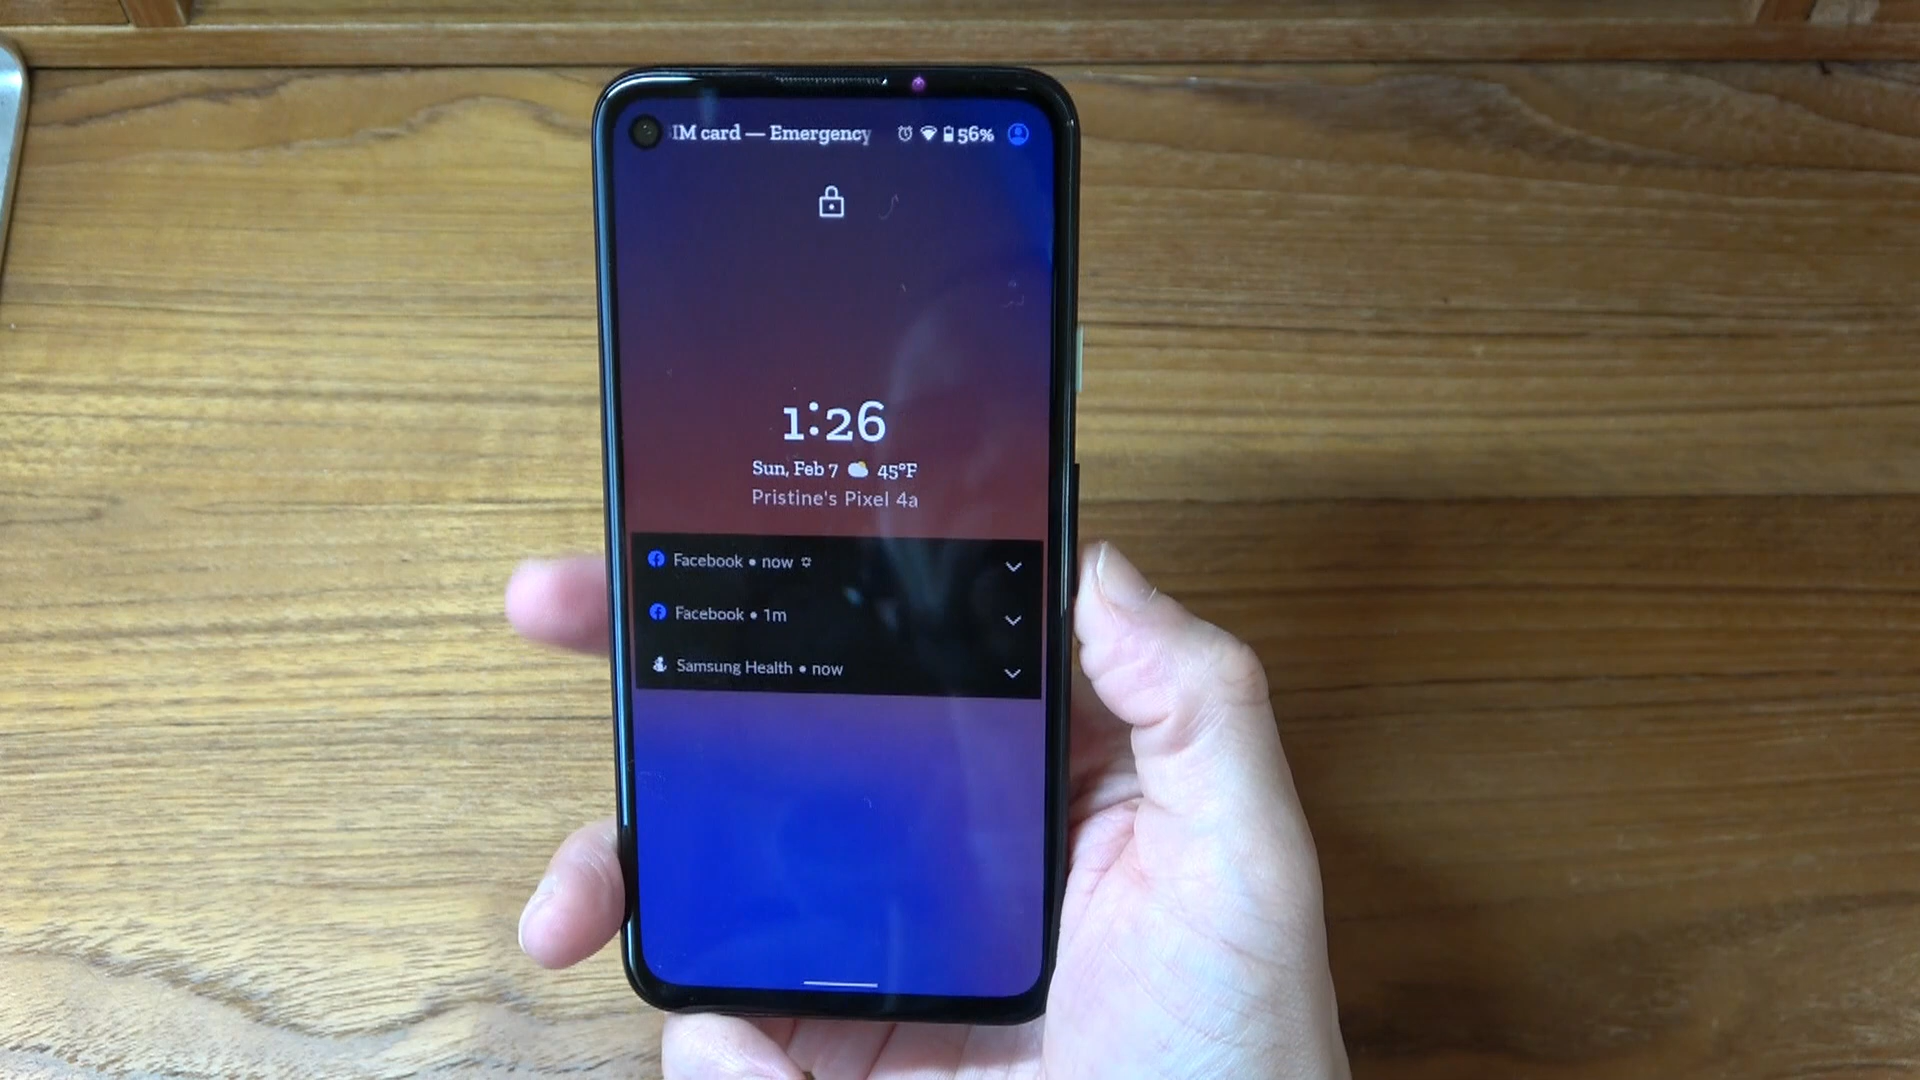 IM card — Emergency 56%
1:26
Sun, Feb 7 45°F
Pristine's Pixel 4a
Facebook • now
Facebook • 1m
Samsung Health • now